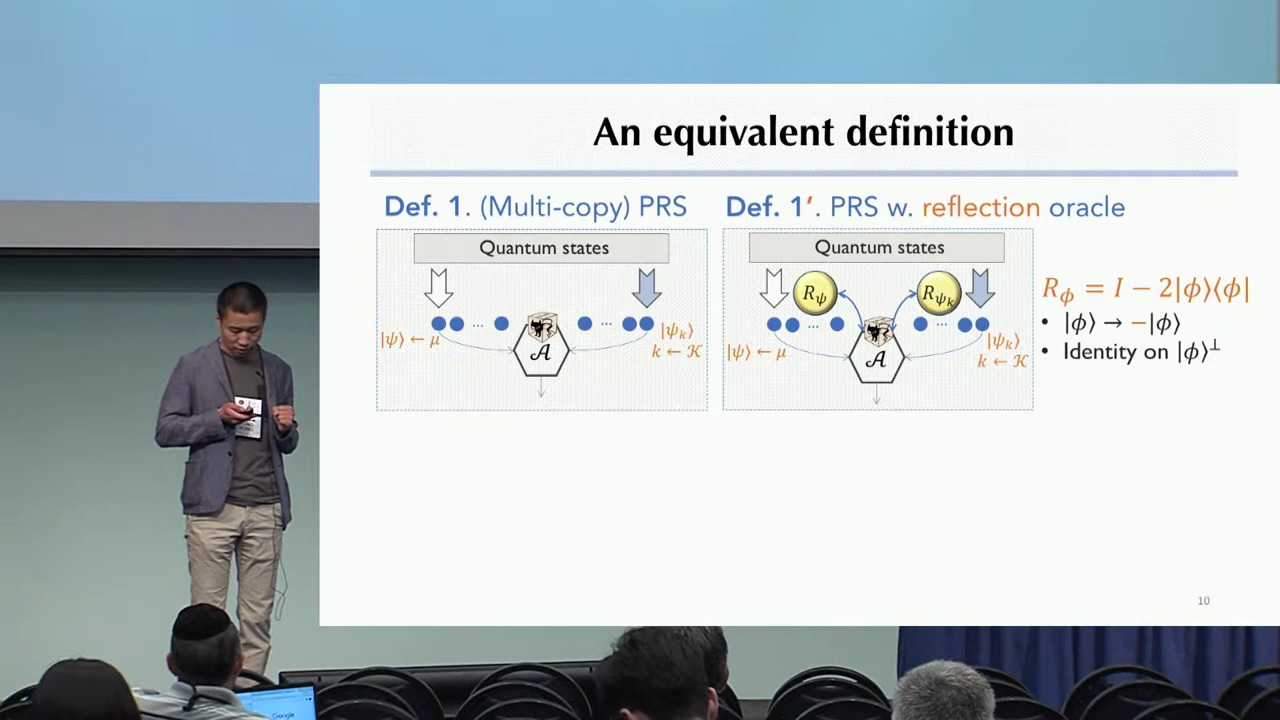 An equivalent definition
Def. 1. (Multi-copy) PRS
Quantum states
...
...
|ψ⟩ ← μ
𝒜
|ψₖ⟩
k ← 𝒦
Def. 1′. PRS w. reflection oracle
Quantum states
R_ψ
R_ψₖ
...
...
|ψ⟩ ← μ
𝒜
|ψₖ⟩
k ← 𝒦
R_ϕ = I − 2|ϕ⟩⟨ϕ|
• |ϕ⟩ → −|ϕ⟩
• Identity on |ϕ⟩^⊥
10
Google